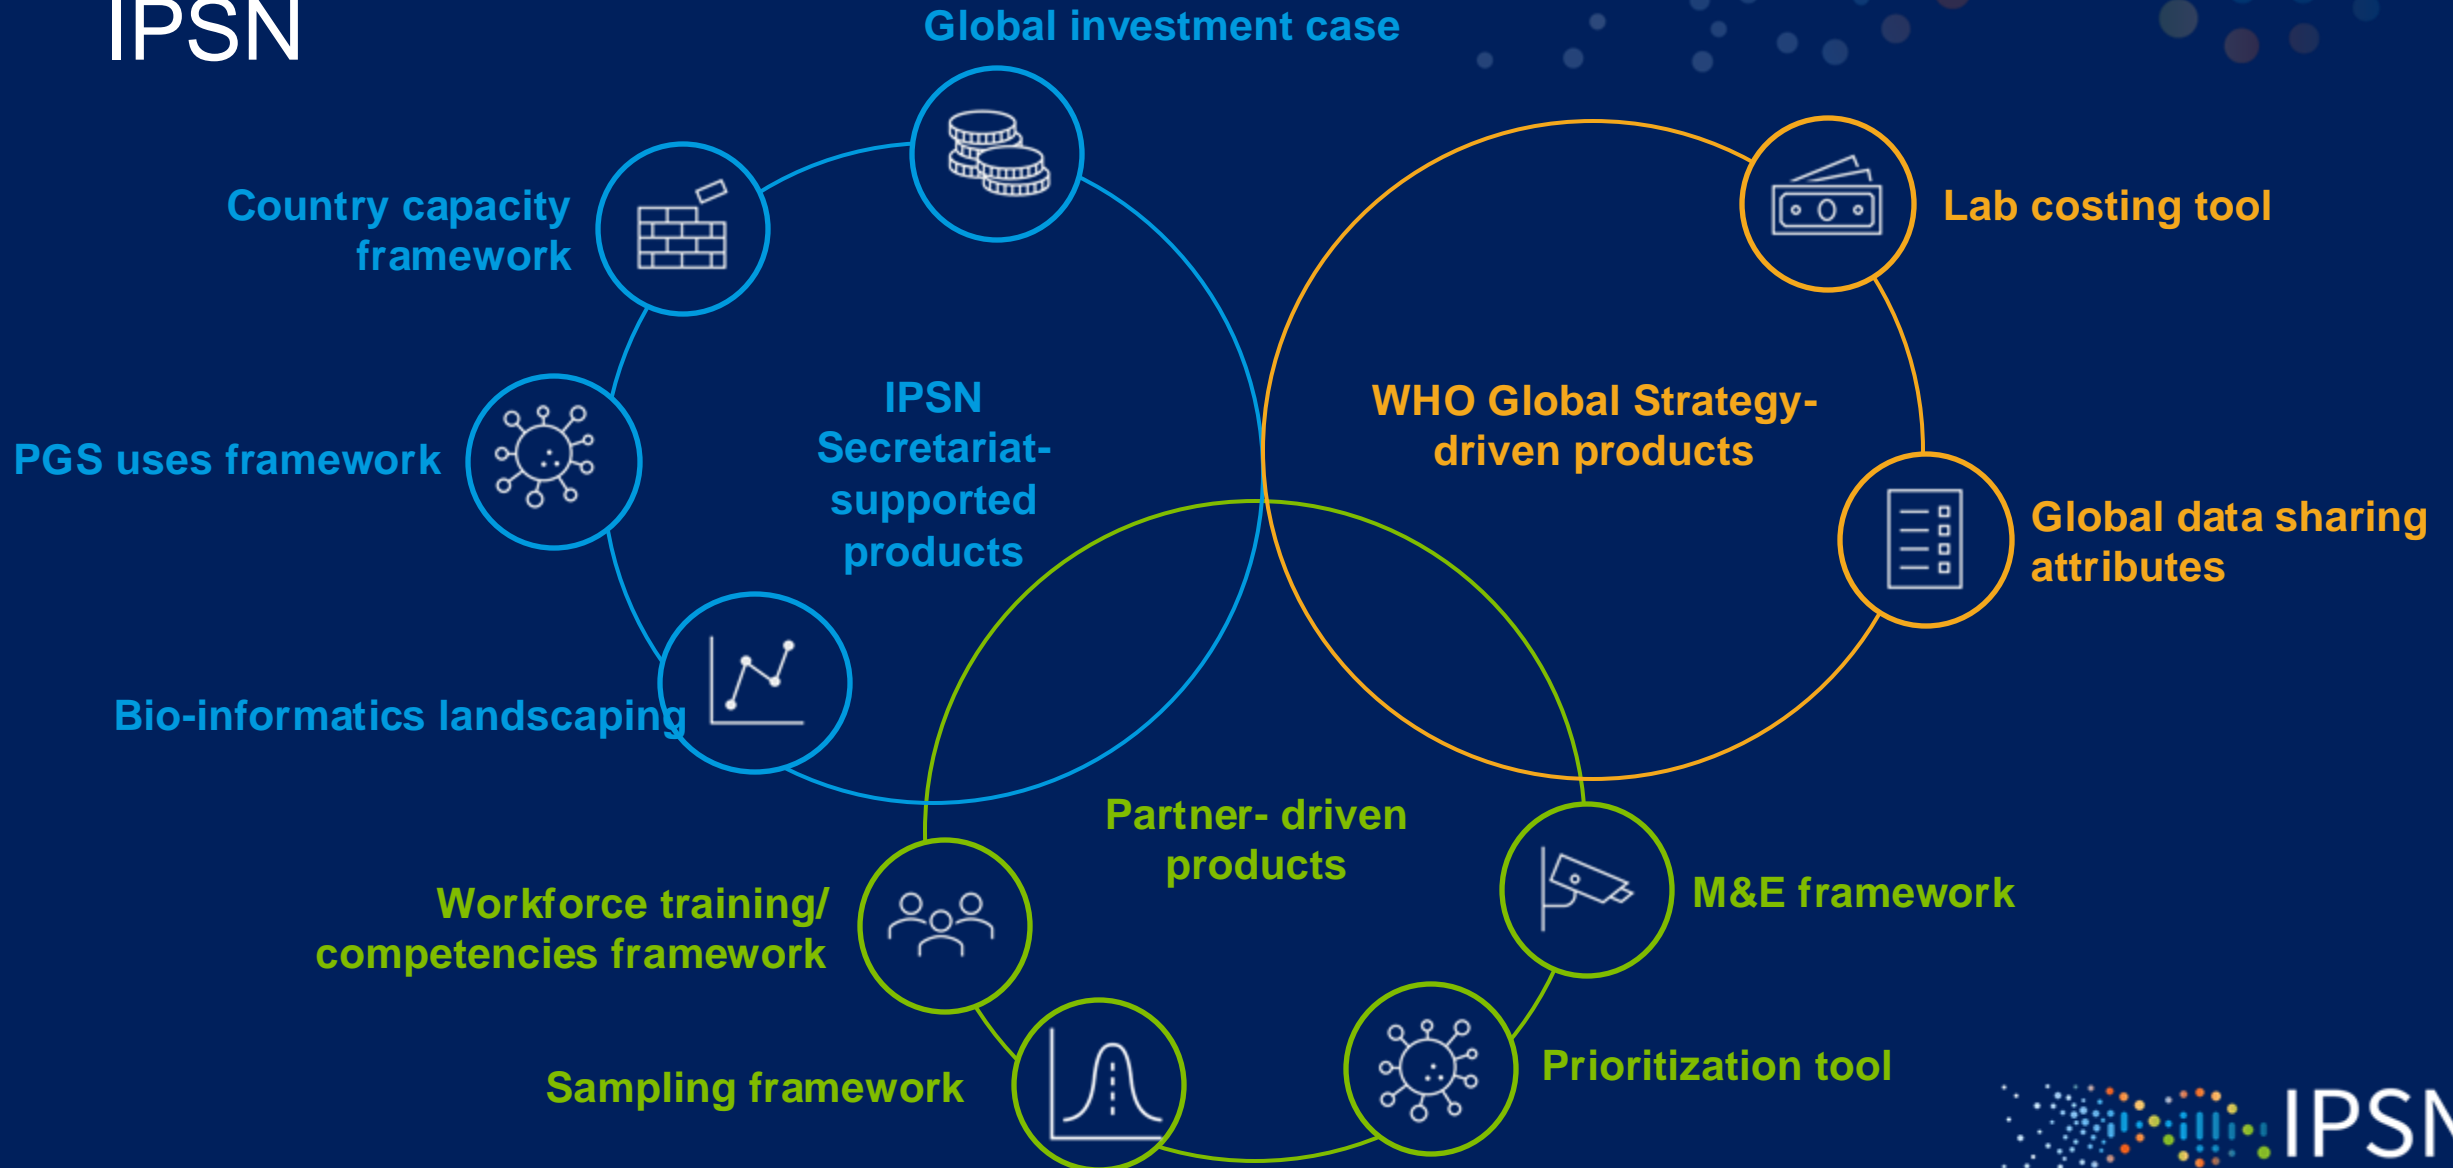 IPSN
Global investment case
Country capacity
framework
Lab costing tool
PGS uses framework
IPSN
Secretariat-
supported
products
WHO Global Strategy-
driven products
Global data sharing
attributes
Bio-informatics landscaping
Partner- driven
products
Workforce training/
competencies framework
M&E framework
Sampling framework
Prioritization tool
IPSN